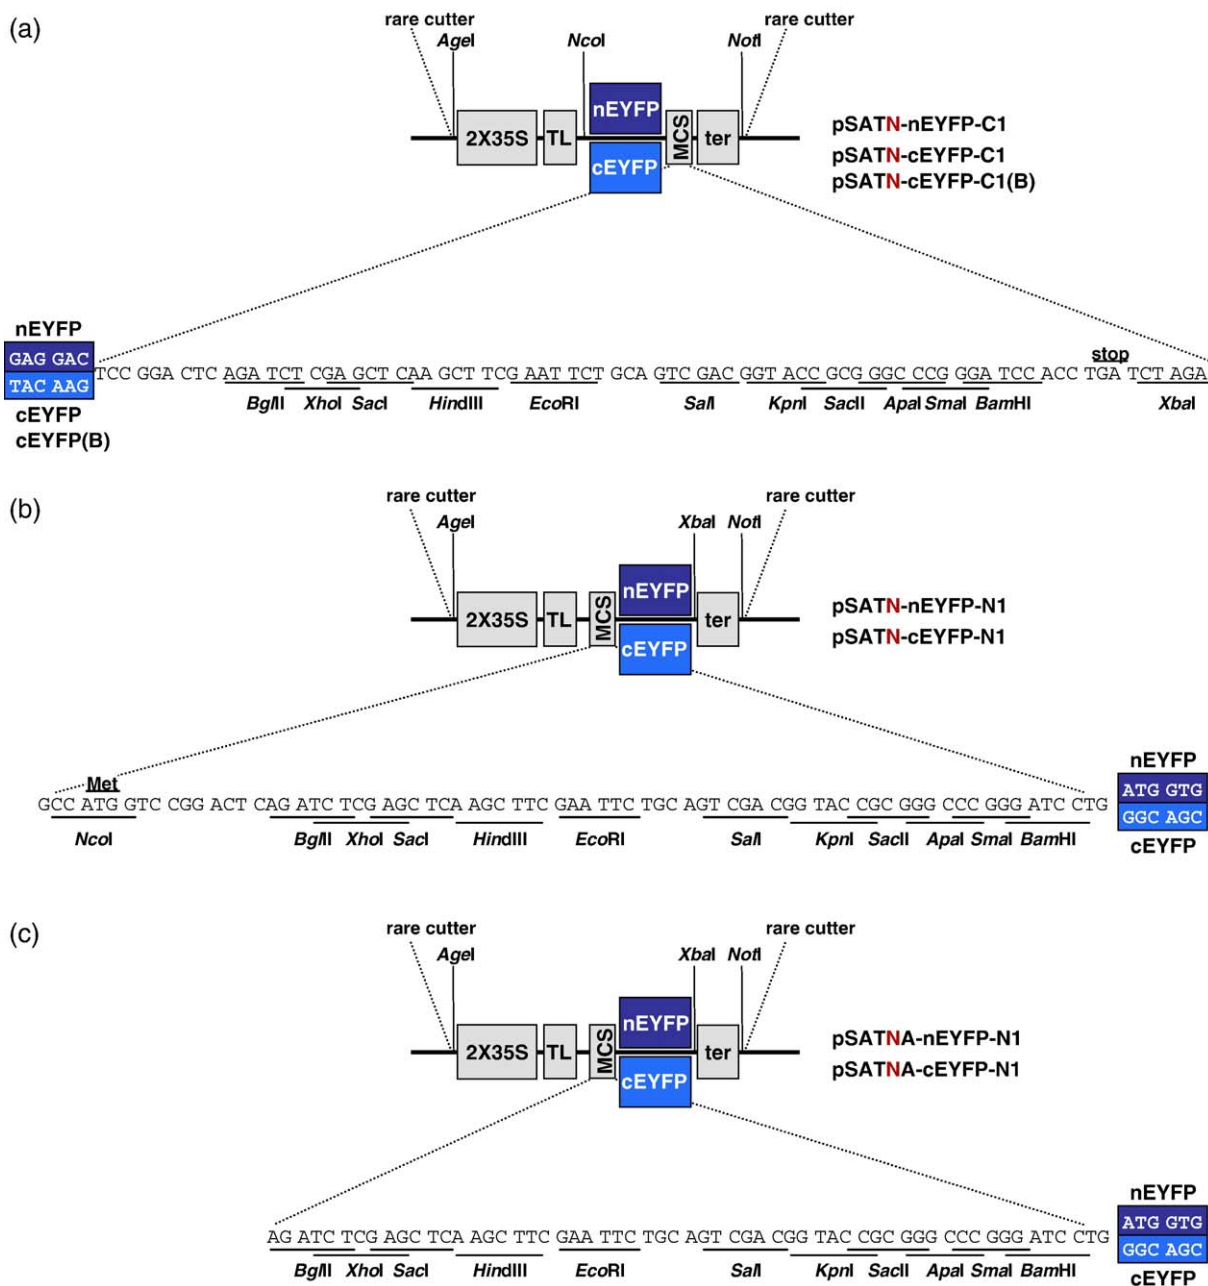 (a)
rare cutter
rare cutter
AgeI
NcoI
NotI
nEYFP
2X35S
TL
MCS
ter
cEYFP
pSATN-nEYFP-C1
pSATN-cEYFP-C1
pSATN-cEYFP-C1(B)
nEYFP
GAG GAC
TAC AAG
cEYFP
cEYFP(B)
stop
TCC GGA CTC AGA TCT CGA GCT CAA GCT TCG AAT TCT GCA GTC GAC GGT ACC GCG GGC CCG GGA TCC ACC TGA TCT AGA
BglII XhoI SacI HindIII EcoRI SalI KpnI SacII ApaI SmaI BamHI XbaI
(b)
rare cutter
rare cutter
AgeI
XbaI NotI
nEYFP
2X35S
TL
MCS
ter
cEYFP
pSATN-nEYFP-N1
pSATN-cEYFP-N1
Met
GCC ATG GTC CGG ACT CAG ATC TCG AGC TCA AGC TTC GAA TTC TGC AGT CGA CGG TAC CGC GGG CCC GGG ATC CTG
NcoI BglII XhoI SacI HindIII EcoRI SalI KpnI SacII ApaI SmaI BamHI
nEYFP
ATG GTG
GGC AGC
cEYFP
(c)
rare cutter
rare cutter
AgeI
XbaI NotI
nEYFP
2X35S
TL
MCS
ter
cEYFP
pSATNA-nEYFP-N1
pSATNA-cEYFP-N1
AG ATC TCG AGC TCA AGC TTC GAA TTC TGC AGT CGA CGG TAC CGC GGG CCC GGG ATC CTG
BglII XhoI SacI HindIII EcoRI SalI KpnI SacII ApaI SmaI BamHI
nEYFP
ATG GTG
GGC AGC
cEYFP